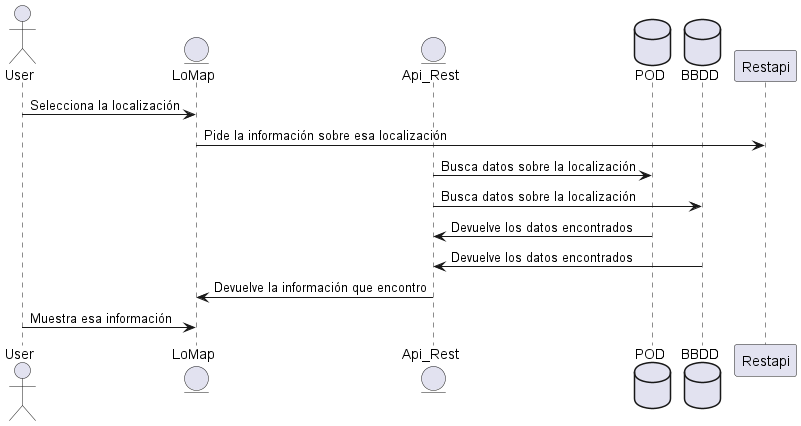 User
LoMap
Api_Rest
POD
BBDD
Restapi
Selecciona la localización
Pide la información sobre esa localización
Busca datos sobre la localización
Busca datos sobre la localización
Devuelve los datos encontrados
Devuelve los datos encontrados
Devuelve la información que encontro
Muestra esa información
User
LoMap
Api_Rest
POD
BBDD
Restapi